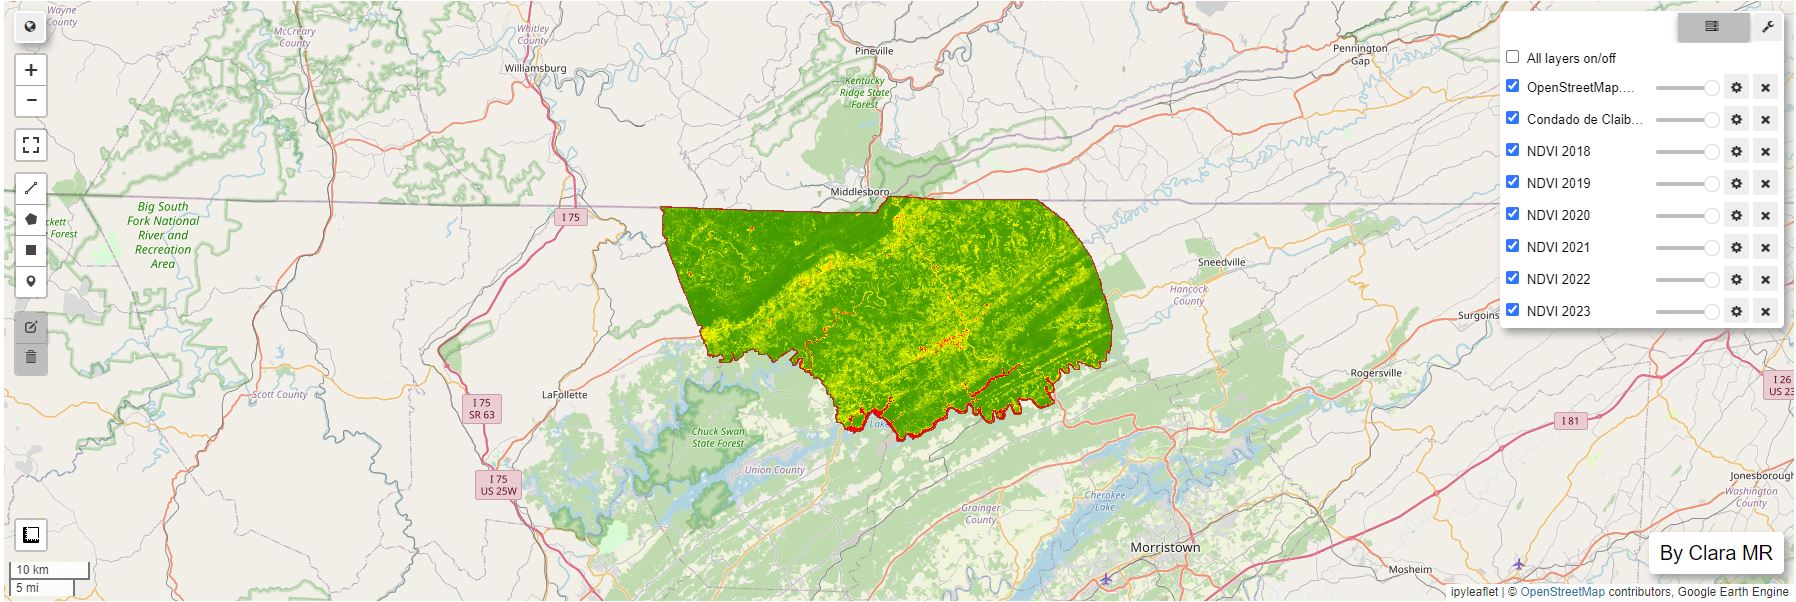 Wayne
County
McCreary
County
Whitley
County
Williamsburg
Pineville
Kentucky
Ridge State
Forest
Pennington
Gap
Middlesboro
Big South
Fork National
River and
Recreation
Area
ckett
Forest
I 75
Sneedville
Hancock
County
Surgoins
Scott County
I 75
SR 63
LaFollette
Rogersville
I 26
US 23
I 81
Chuck Swan
State Forest
Lake
Union County
I 75
US 25W
Grainger
County
Cherokee
Lake
Jonesborough
Washington
County
Morristown
Mosheim
All layers on/off
OpenStreetMap....
Condado de Claib...
NDVI 2018
NDVI 2019
NDVI 2020
NDVI 2021
NDVI 2022
NDVI 2023
10 km
5 mi
By Clara MR
ipyleaflet | © OpenStreetMap contributors, Google Earth Engine